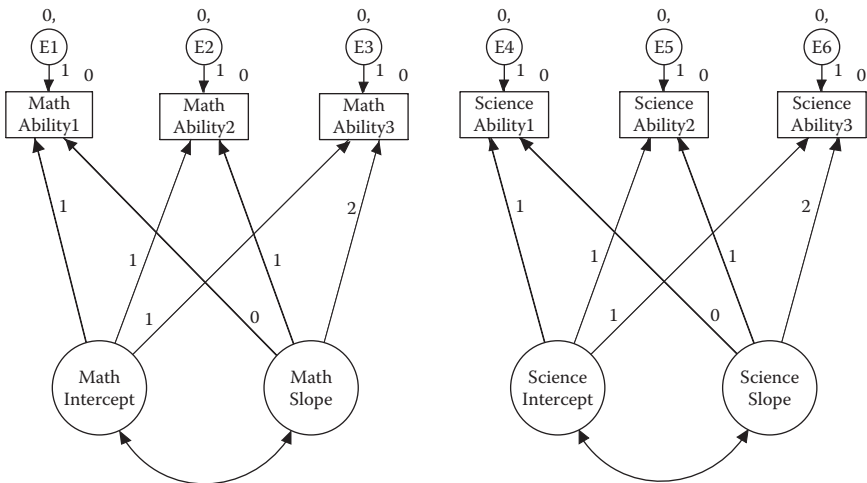 0, 0, 0, 0, 0, 0,
E1 E2 E3 E4 E5 E6
1 0 1 0 1 0 1 0 1 0 1 0
Math Math Math Science Science Science
Ability1 Ability2 Ability3 Ability1 Ability2 Ability3
1 2 1 2
1 1 1 1
1 0 1 0
Math Math Science Science
Intercept Slope Intercept Slope